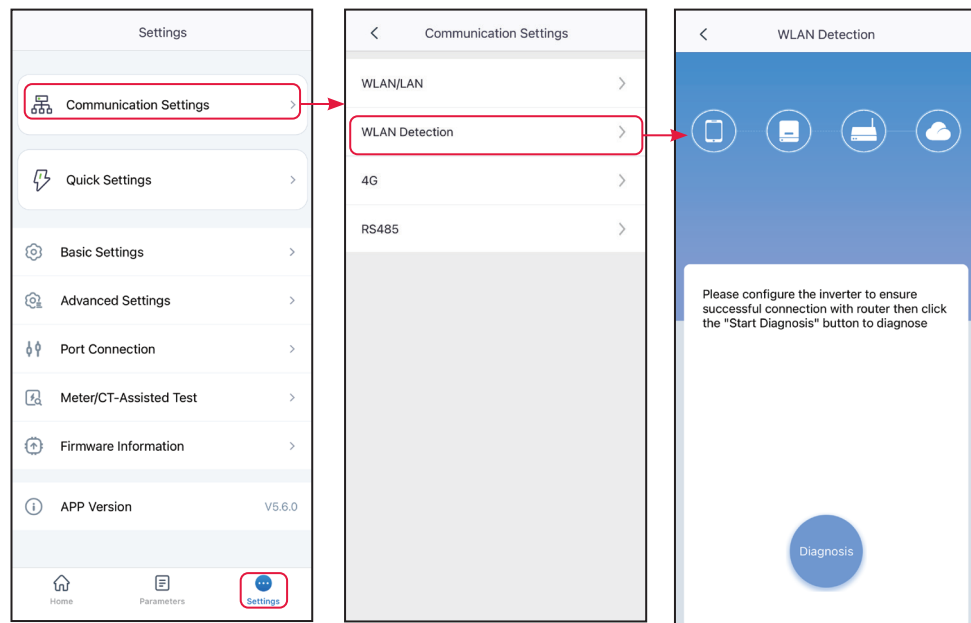 Settings
Communication Settings
Quick Settings
Basic Settings
Advanced Settings
Port Connection
Meter/CT-Assisted Test
Firmware Information
APP Version V5.6.0
Home Parameters Settings
Communication Settings
WLAN/LAN
WLAN Detection
4G
RS485
WLAN Detection
Please configure the inverter to ensure
successful connection with router then click
the "Start Diagnosis" button to diagnose
Diagnosis